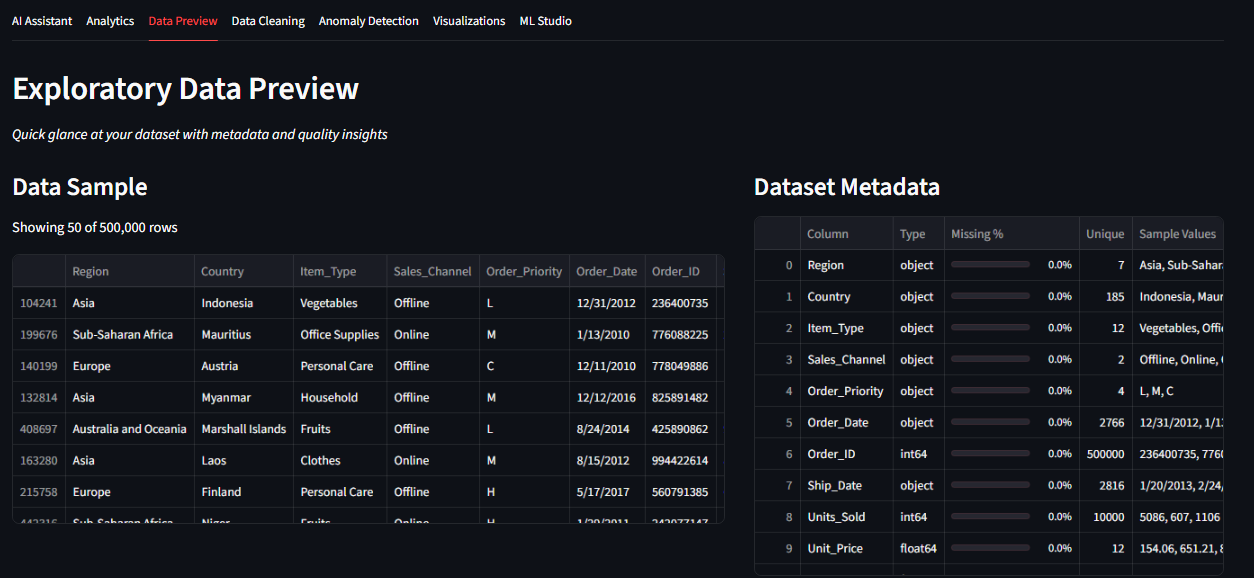 AI Assistant Analytics Data Preview Data Cleaning Anomaly Detection Visualizations ML Studio
Exploratory Data Preview
Quick glance at your dataset with metadata and quality insights
Data Sample
Showing 50 of 500,000 rows
Region Country Item_Type Sales_Channel Order_Priority Order_Date Order_ID
104241 Asia Indonesia Vegetables Offline L 12/31/2012 236400735
199676 Sub-Saharan Africa Mauritius Office Supplies Online M 1/13/2010 776088225
140199 Europe Austria Personal Care Offline C 12/11/2010 778049886
132814 Asia Myanmar Household Offline M 12/12/2016 825891482
408697 Australia and Oceania Marshall Islands Fruits Offline L 8/24/2014 425890862
163280 Asia Laos Clothes Online M 8/15/2012 994422614
215758 Europe Finland Personal Care Offline H 5/17/2017 560791385
Sub-Saharan Africa Niger Fruits Online H
Dataset Metadata
Column Type Missing % Unique Sample Values
0 Region object 0.0% 7 Asia, Sub-Sahar
1 Country object 0.0% 185 Indonesia, Maur
2 Item_Type object 0.0% 12 Vegetables, Offi
3 Sales_Channel object 0.0% 2 Offline, Online,
4 Order_Priority object 0.0% 4 L, M, C
5 Order_Date object 0.0% 2766 12/31/2012, 1/1
6 Order_ID int64 0.0% 500000 236400735, 776
7 Ship_Date object 0.0% 2816 1/20/2013, 2/24,
8 Units_Sold int64 0.0% 10000 5086, 607, 1106
9 Unit_Price float64 0.0% 12 154.06, 651.21,